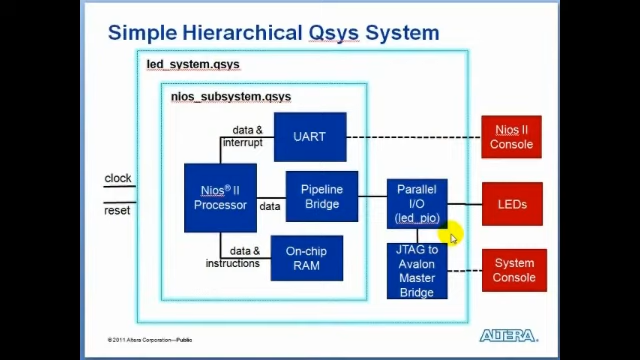 Simple Hierarchical Qsys System
led_system.qsys
nios_subsystem.qsys
data &
interrupt
UART
Nios II
Console
clock
reset
Nios® II
Processor
data
Pipeline
Bridge
Parallel
I/O
(led_pio)
LEDs
data &
instructions
On-chip
RAM
JTAG to
Avalon
Master
Bridge
System
Console
© 2011 Altera Corporation—Public
ALTERA